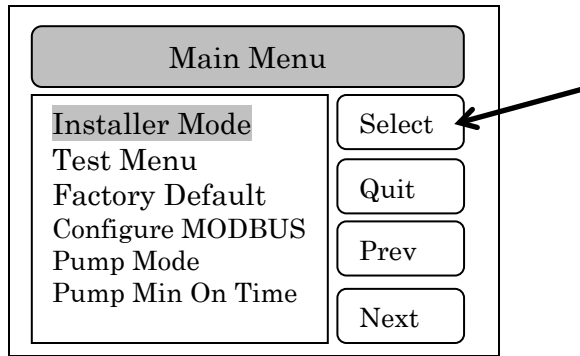 Main Menu
Installer Mode
Test Menu
Factory Default
Configure MODBUS
Pump Mode
Pump Min On Time
Select
Quit
Prev
Next